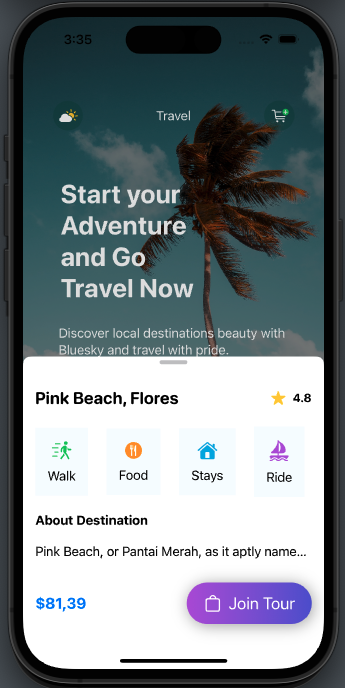 3:35
Travel
Start your
Adventure
and Go
Travel Now
Discover local destinations beauty with
Bluesky and travel with pride.
Pink Beach, Flores
4.8
Walk
Food
Stays
Ride
About Destination
Pink Beach, or Pantai Merah, as it aptly name...
$81,39
Join Tour